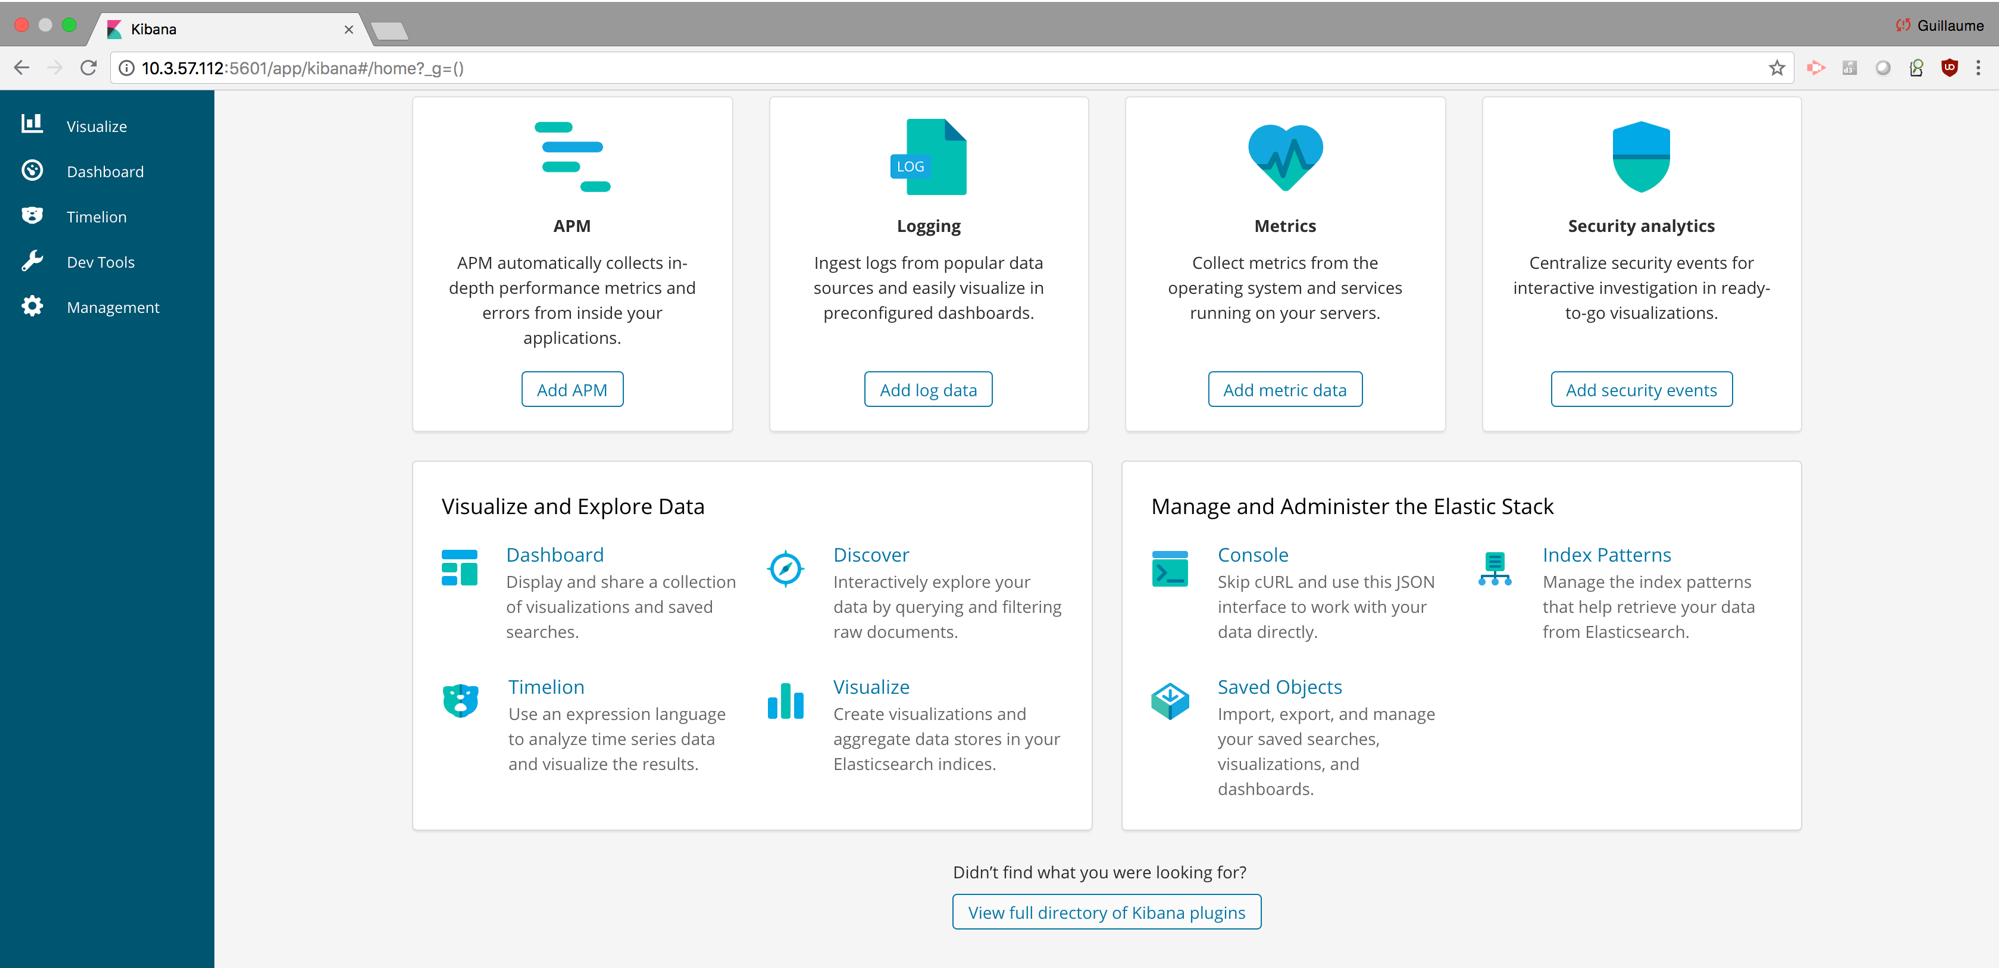 Kibana
Guillaume
10.3.57.112:5601/app/kibana#/home?_g=()
Visualize
Dashboard
Timelion
Dev Tools
Management
APM
APM automatically collects in-
depth performance metrics and
errors from inside your
applications.
Add APM
LOG
Logging
Ingest logs from popular data
sources and easily visualize in
preconfigured dashboards.
Add log data
Metrics
Collect metrics from the
operating system and services
running on your servers.
Add metric data
Security analytics
Centralize security events for
interactive investigation in ready-
to-go visualizations.
Add security events
Visualize and Explore Data
Dashboard
Display and share a collection
of visualizations and saved
searches.
Discover
Interactively explore your
data by querying and filtering
raw documents.
Timelion
Use an expression language
to analyze time series data
and visualize the results.
Visualize
Create visualizations and
aggregate data stores in your
Elasticsearch indices.
Manage and Administer the Elastic Stack
Console
Skip cURL and use this JSON
interface to work with your
data directly.
Index Patterns
Manage the index patterns
that help retrieve your data
from Elasticsearch.
Saved Objects
Import, export, and manage
your saved searches,
visualizations, and
dashboards.
Didn’t find what you were looking for?
View full directory of Kibana plugins